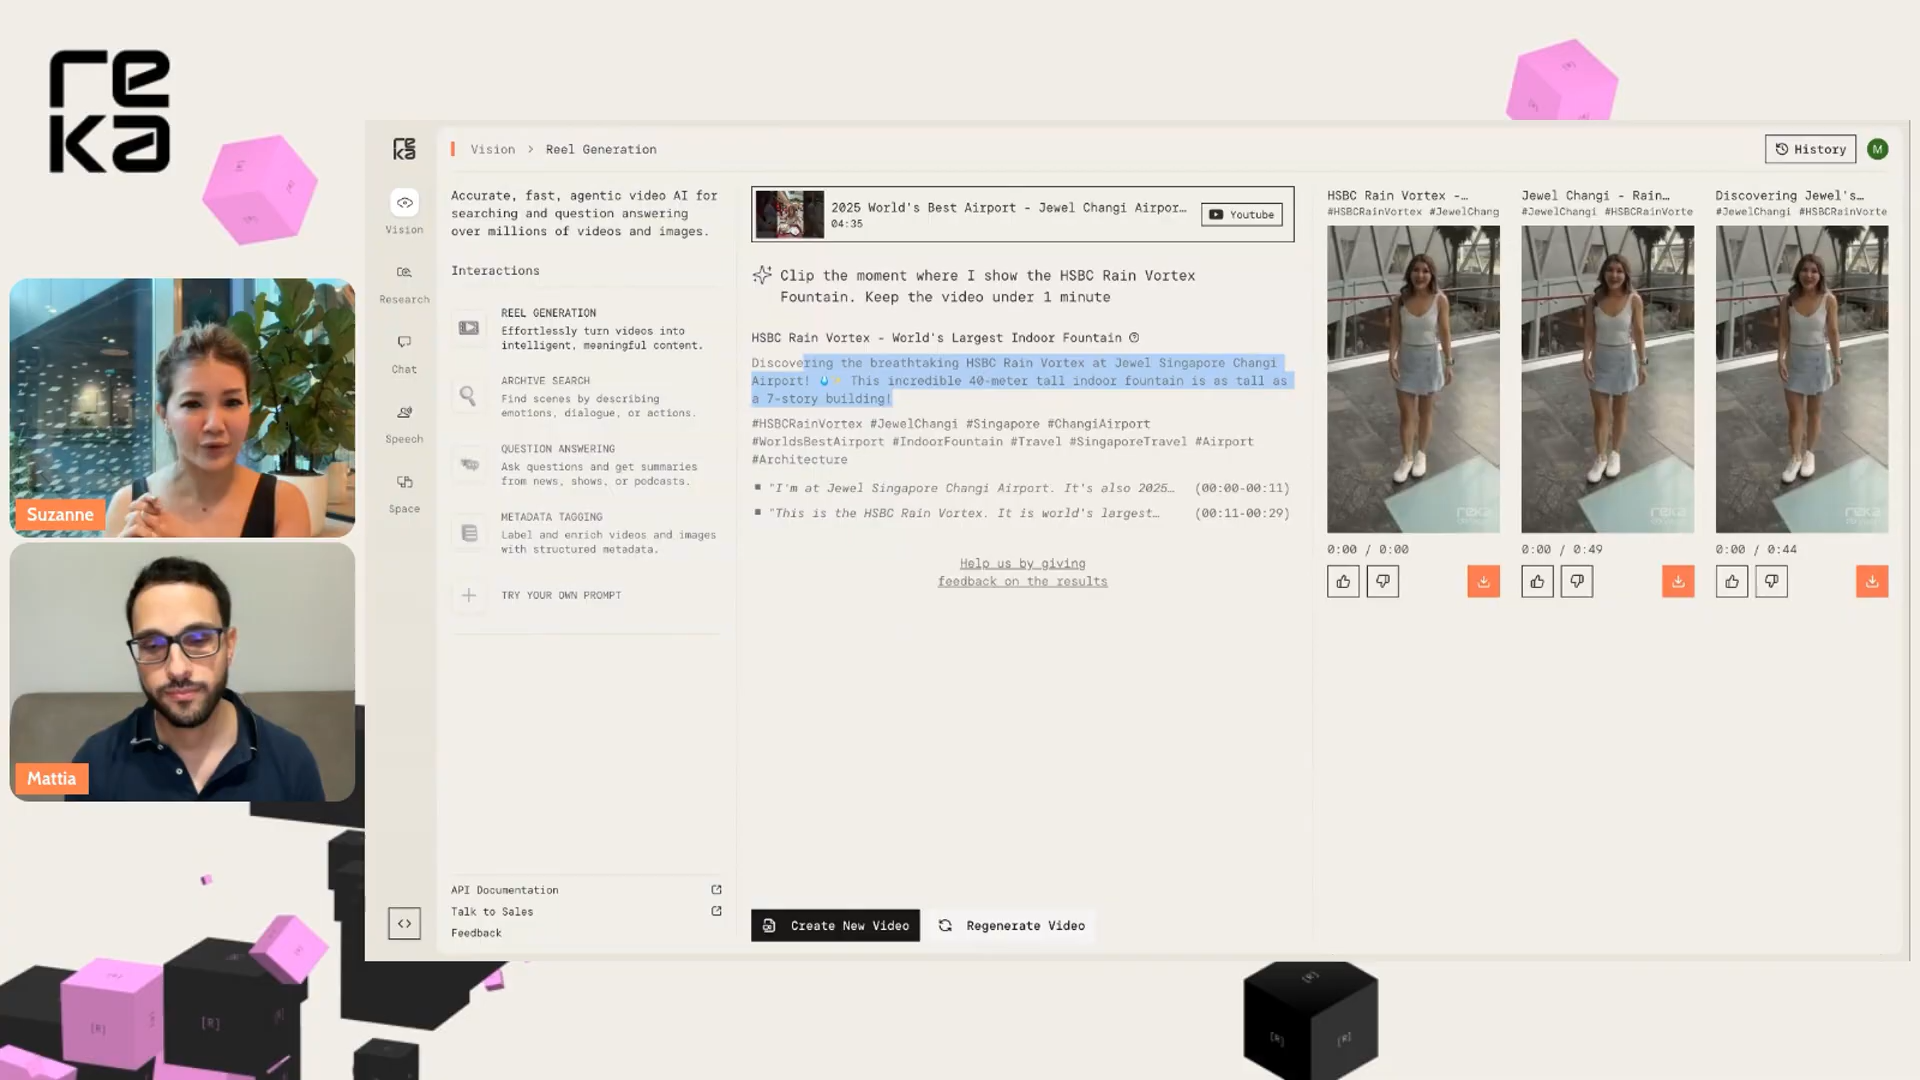 reka
Suzanne
Mattia
reka
Vision
Research
Chat
Speech
Space
Vision > Reel Generation
History
M
Accurate, fast, agentic video AI for
searching and question answering
over millions of videos and images.
Interactions
REEL GENERATION
Effortlessly turn videos into
intelligent, meaningful content.
ARCHIVE SEARCH
Find scenes by describing
emotions, dialogue, or actions.
QUESTION ANSWERING
Ask questions and get summaries
from news, shows, or podcasts.
METADATA TAGGING
Label and enrich videos and images
with structured metadata.
TRY YOUR OWN PROMPT
API Documentation
Talk to Sales
Feedback
2025 World's Best Airport - Jewel Changi Airpor…
04:35
Youtube
Clip the moment where I show the HSBC Rain Vortex
Fountain. Keep the video under 1 minute
HSBC Rain Vortex - World's Largest Indoor Fountain
Discovering the breathtaking HSBC Rain Vortex at Jewel Singapore Changi
Airport! 💧✨ This incredible 40-meter tall indoor fountain is as tall as
a 7-story building!
#HSBCRainVortex #JewelChangi #Singapore #ChangiAirport
#WorldsBestAirport #IndoorFountain #Travel #SingaporeTravel #Airport
#Architecture
"I'm at Jewel Singapore Changi Airport. It's also 2025… (00:00-00:11)
"This is the HSBC Rain Vortex. It is world's largest… (00:11-00:29)
Help us by giving
feedback on the results
Create New Video
Regenerate Video
HSBC Rain Vortex -…
#HSBCRainVortex #JewelChang
reka
0:00 / 0:00
Jewel Changi - Rain…
#JewelChangi #HSBCRainVorte
reka
0:00 / 0:49
Discovering Jewel's…
#JewelChangi #HSBCRainVorte
reka
0:00 / 0:44
[R]
[R]